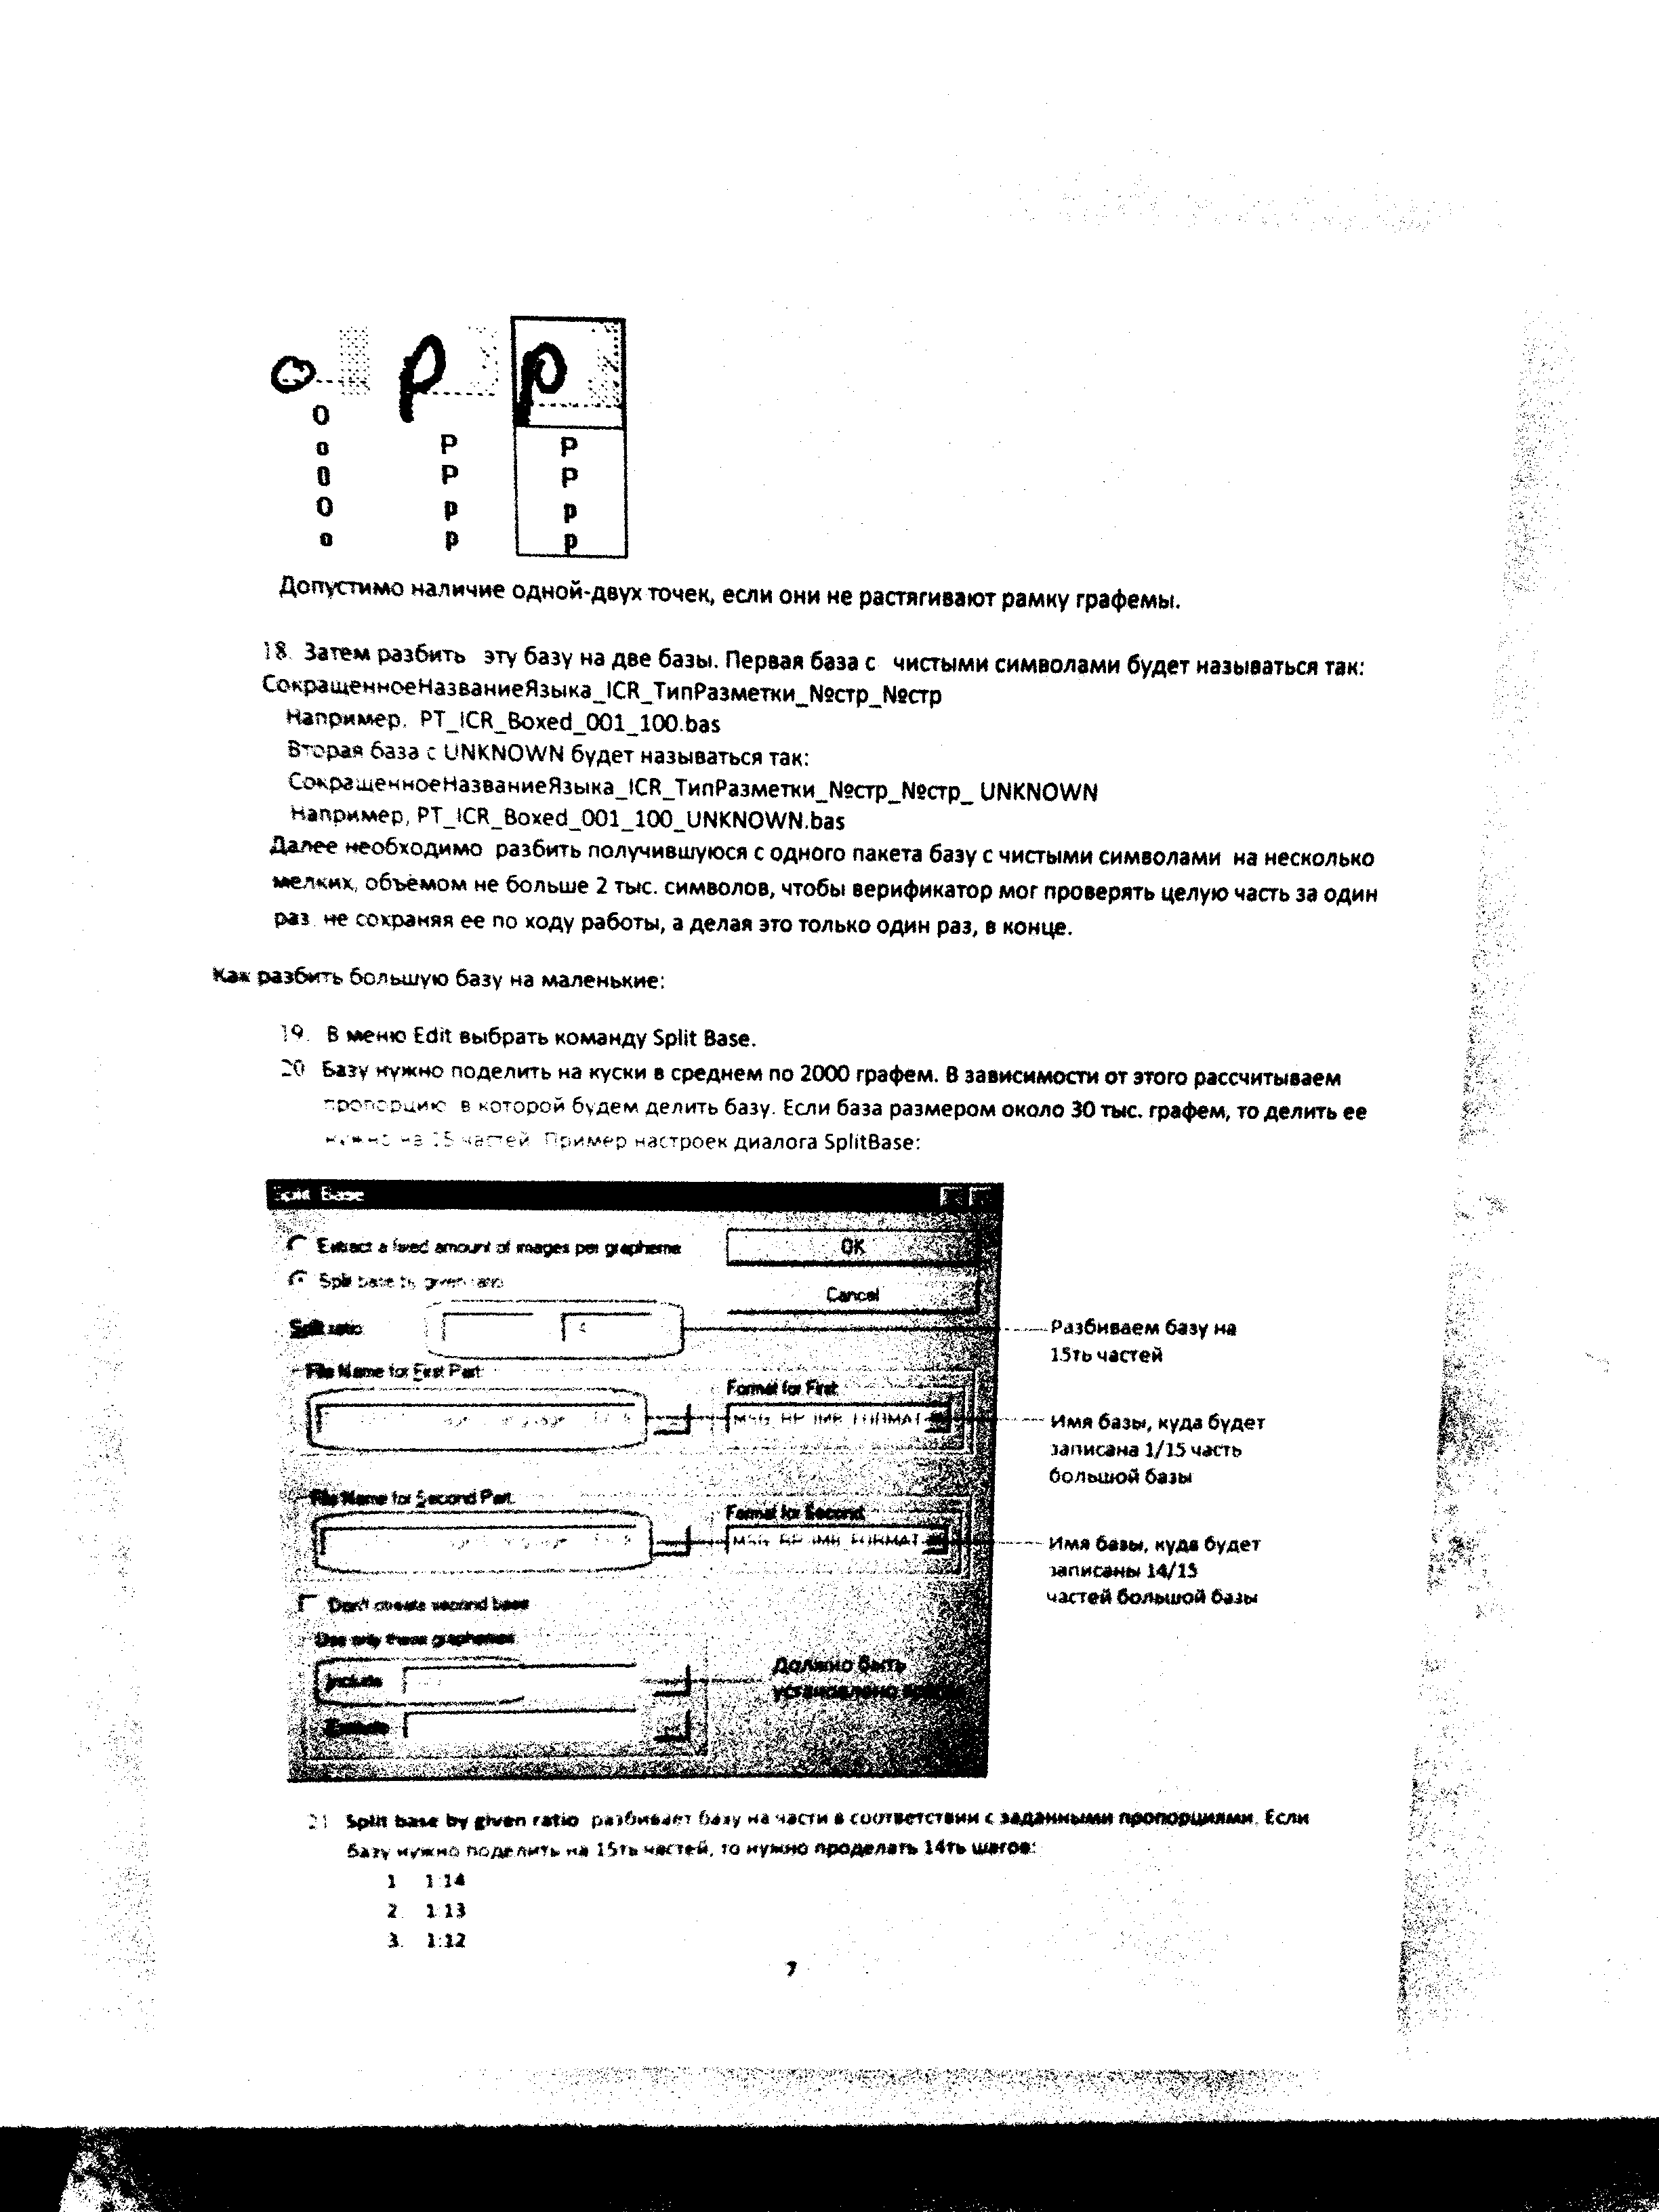 o p p
O
o P P
0 P P
O p p
o p p
Допустимо наличие одной-двух точек, если они не растягивают рамку графемы.
18. Затем разбить эту базу на две базы. Первая база с чистыми символами будет называться так:
СокращенноеНазваниеЯзыка_ICR_ТипРазметки_№стр_№стр
Например, PT_ICR_Boxed_001_100.bas
Вторая база с UNKNOWN будет называться так:
СокращенноеНазваниеЯзыка_ICR_ТипРазметки_№стр_№стр_ UNKNOWN
Например, PT_ICR_Boxed_001_100_UNKNOWN.bas
Далее необходимо разбить получившуюся с одного пакета базу с чистыми символами на несколько
мелких, объёмом не больше 2 тыс. символов, чтобы верификатор мог проверять целую часть за один
раз не сохраняя ее по ходу работы, а делая это только один раз, в конце.
Как разбить большую базу на маленькие:
19. В меню Edit выбрать команду Split Base.
20 Базу нужно поделить на куски в среднем по 2000 графем. В зависимости от этого рассчитываем
пропорцию в которой будем делить базу. Если база размером около 30 тыс. графем, то делить ее
нужно на 15 частей Пример настроек диалога SplitBase:
Split Base
Extract a fixed amount of images per grapheme OK
Split base by given ratio Cancel
Split ratio
Разбиваем базу на
15ть частей
File Name for First Part
Format for First
Имя базы, куда будет
записана 1/15 часть
большой базы
File Name for Second Part
Format for Second
Имя базы, куда будет
записаны 14/15
частей большой базы
Don't create second base
Use only these graphemes
Include Должно быть
установлено
Exclude
21 Split base by given ratio разбивает базу на части в соответствии с заданными пропорциями. Если
базу нужно поделить на 15ть частей, то нужно проделать 14ть шагов:
1 1:14
2. 1:13
3. 1:12
7